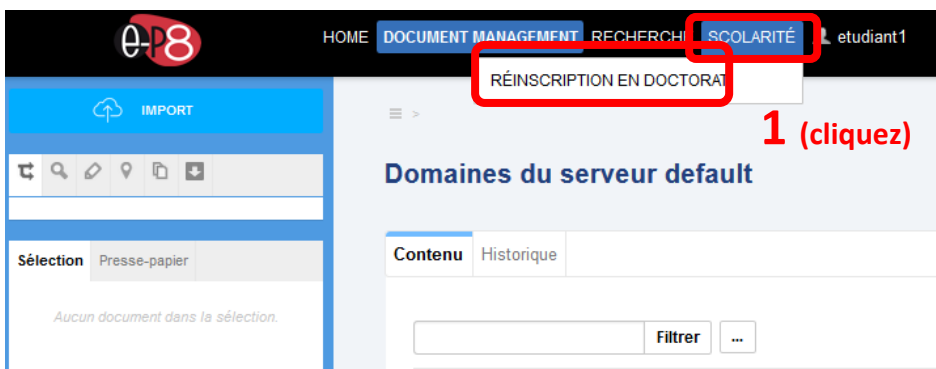 e-P8
HOME DOCUMENT MANAGEMENT RECHERCHE SCOLARITÉ etudiant1
RÉINSCRIPTION EN DOCTORAT
1 (cliquez)
IMPORT
>
Domaines du serveur default
Contenu Historique
Sélection Presse-papier
Aucun document dans la sélection.
Filtrer ...